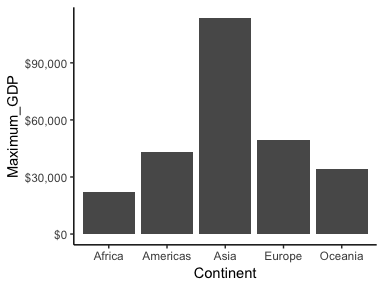 Maximum_GDP
$90,000
$60,000
$30,000
$0
Africa Americas Asia Europe Oceania
Continent